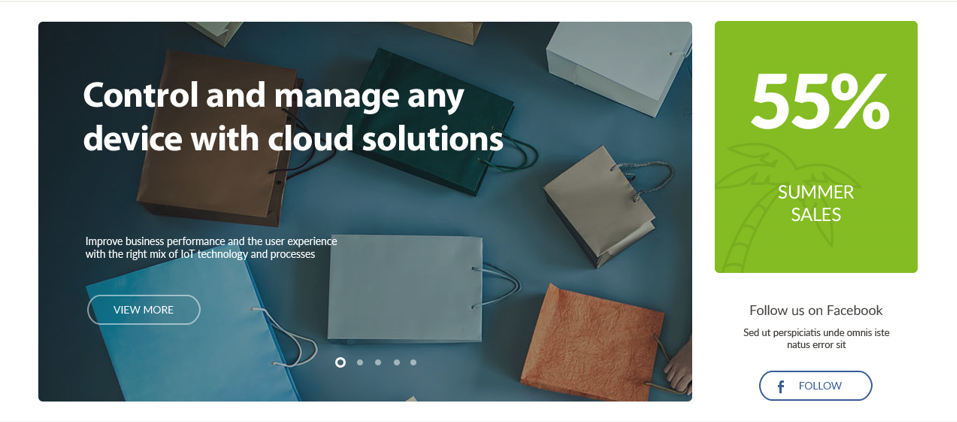 Control and manage any
device with cloud solutions
Improve business performance and the user experience
with the right mix of IoT technology and processes
VIEW MORE
55%
SUMMER
SALES
Follow us on Facebook
Sed ut perspiciatis unde omnis iste
natus error sit
f FOLLOW